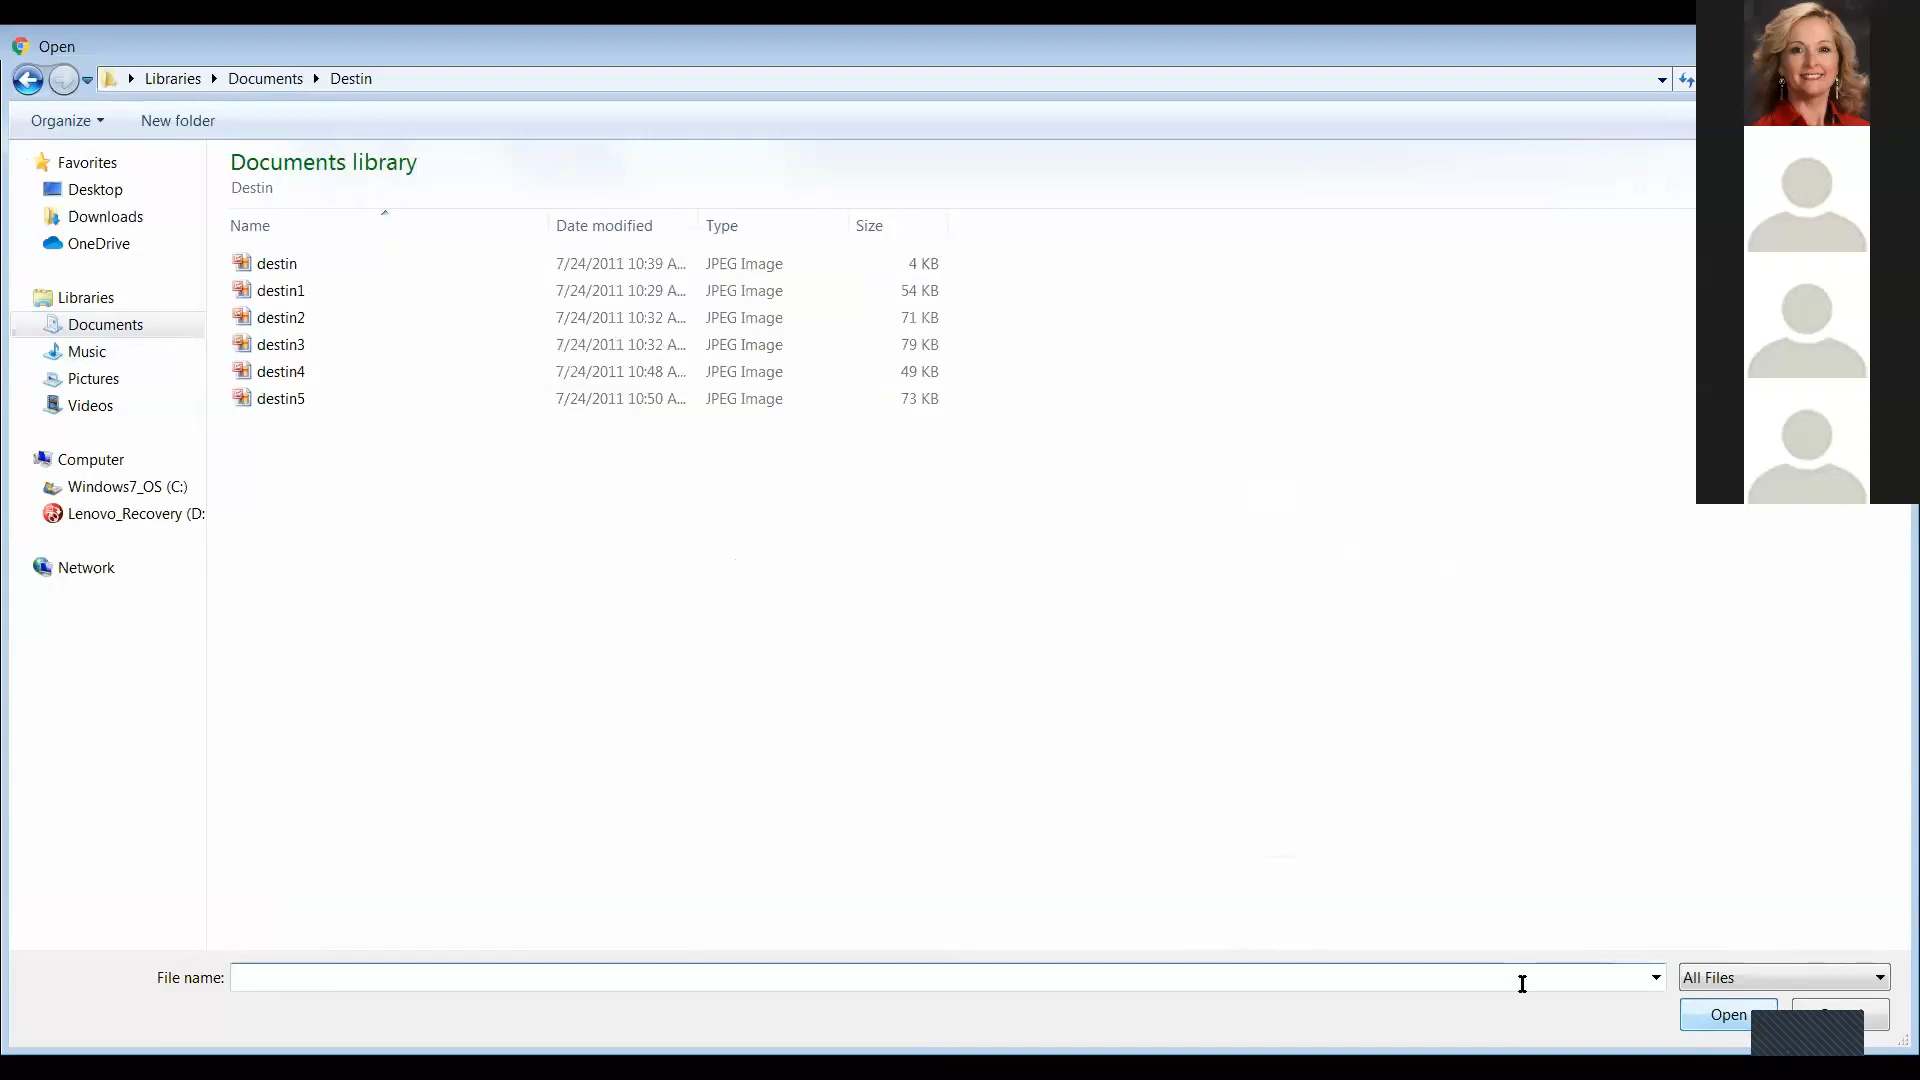 Open
Libraries Documents Destin
Organize New folder
Favorites
Desktop
Downloads
OneDrive
Libraries
Documents
Music
Pictures
Videos
Computer
Windows7_OS (C:)
Lenovo_Recovery (D:
Network
Documents library
Destin
Name Date modified Type Size
destin 7/24/2011 10:39 A... JPEG Image 4 KB
destin1 7/24/2011 10:29 A... JPEG Image 54 KB
destin2 7/24/2011 10:32 A... JPEG Image 71 KB
destin3 7/24/2011 10:32 A... JPEG Image 79 KB
destin4 7/24/2011 10:48 A... JPEG Image 49 KB
destin5 7/24/2011 10:50 A... JPEG Image 73 KB
File name: All Files
Open